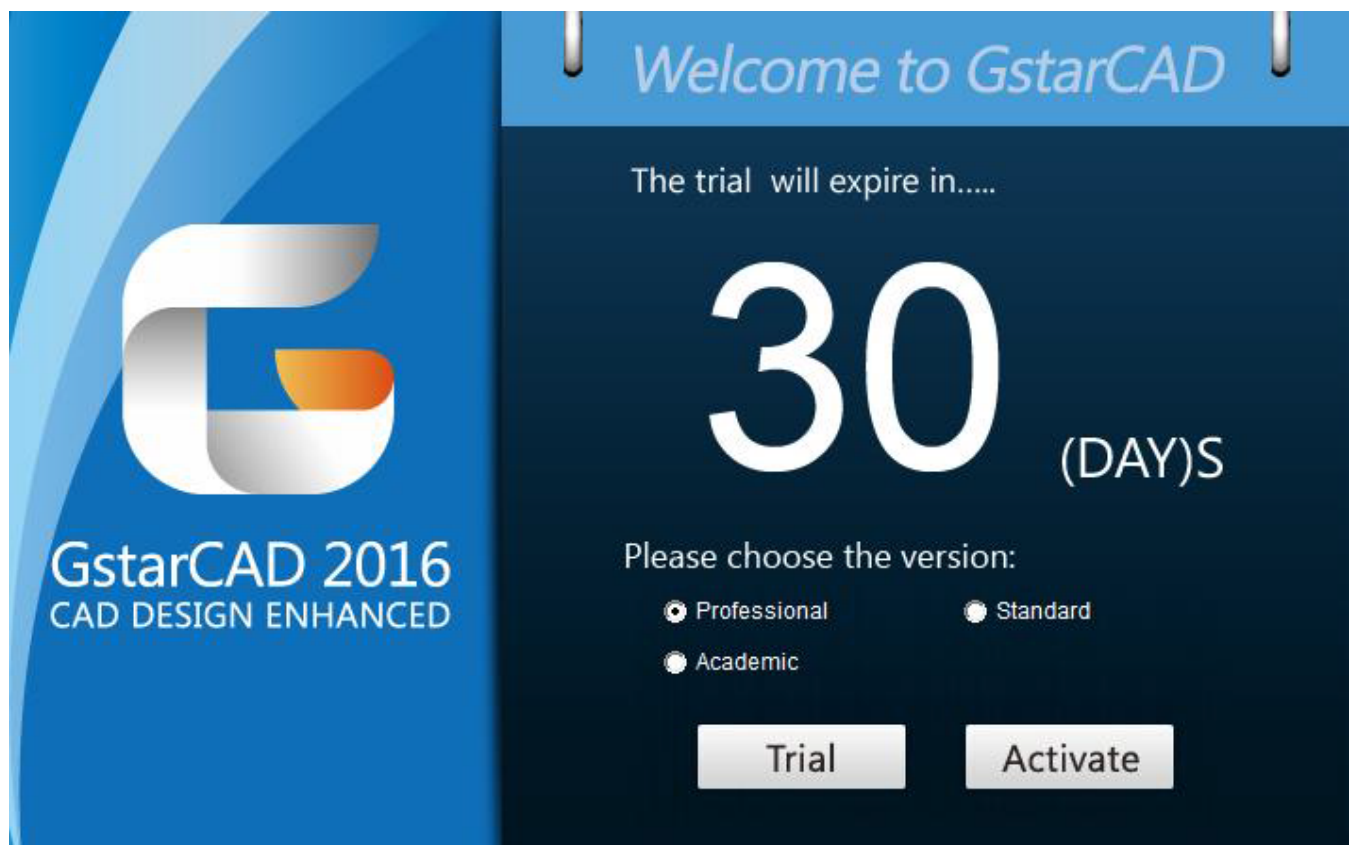 Welcome to GstarCAD
The trial will expire in.....
30 (DAY)S
GstarCAD 2016
CAD DESIGN ENHANCED
Please choose the version:
Professional Standard
Academic
Trial Activate